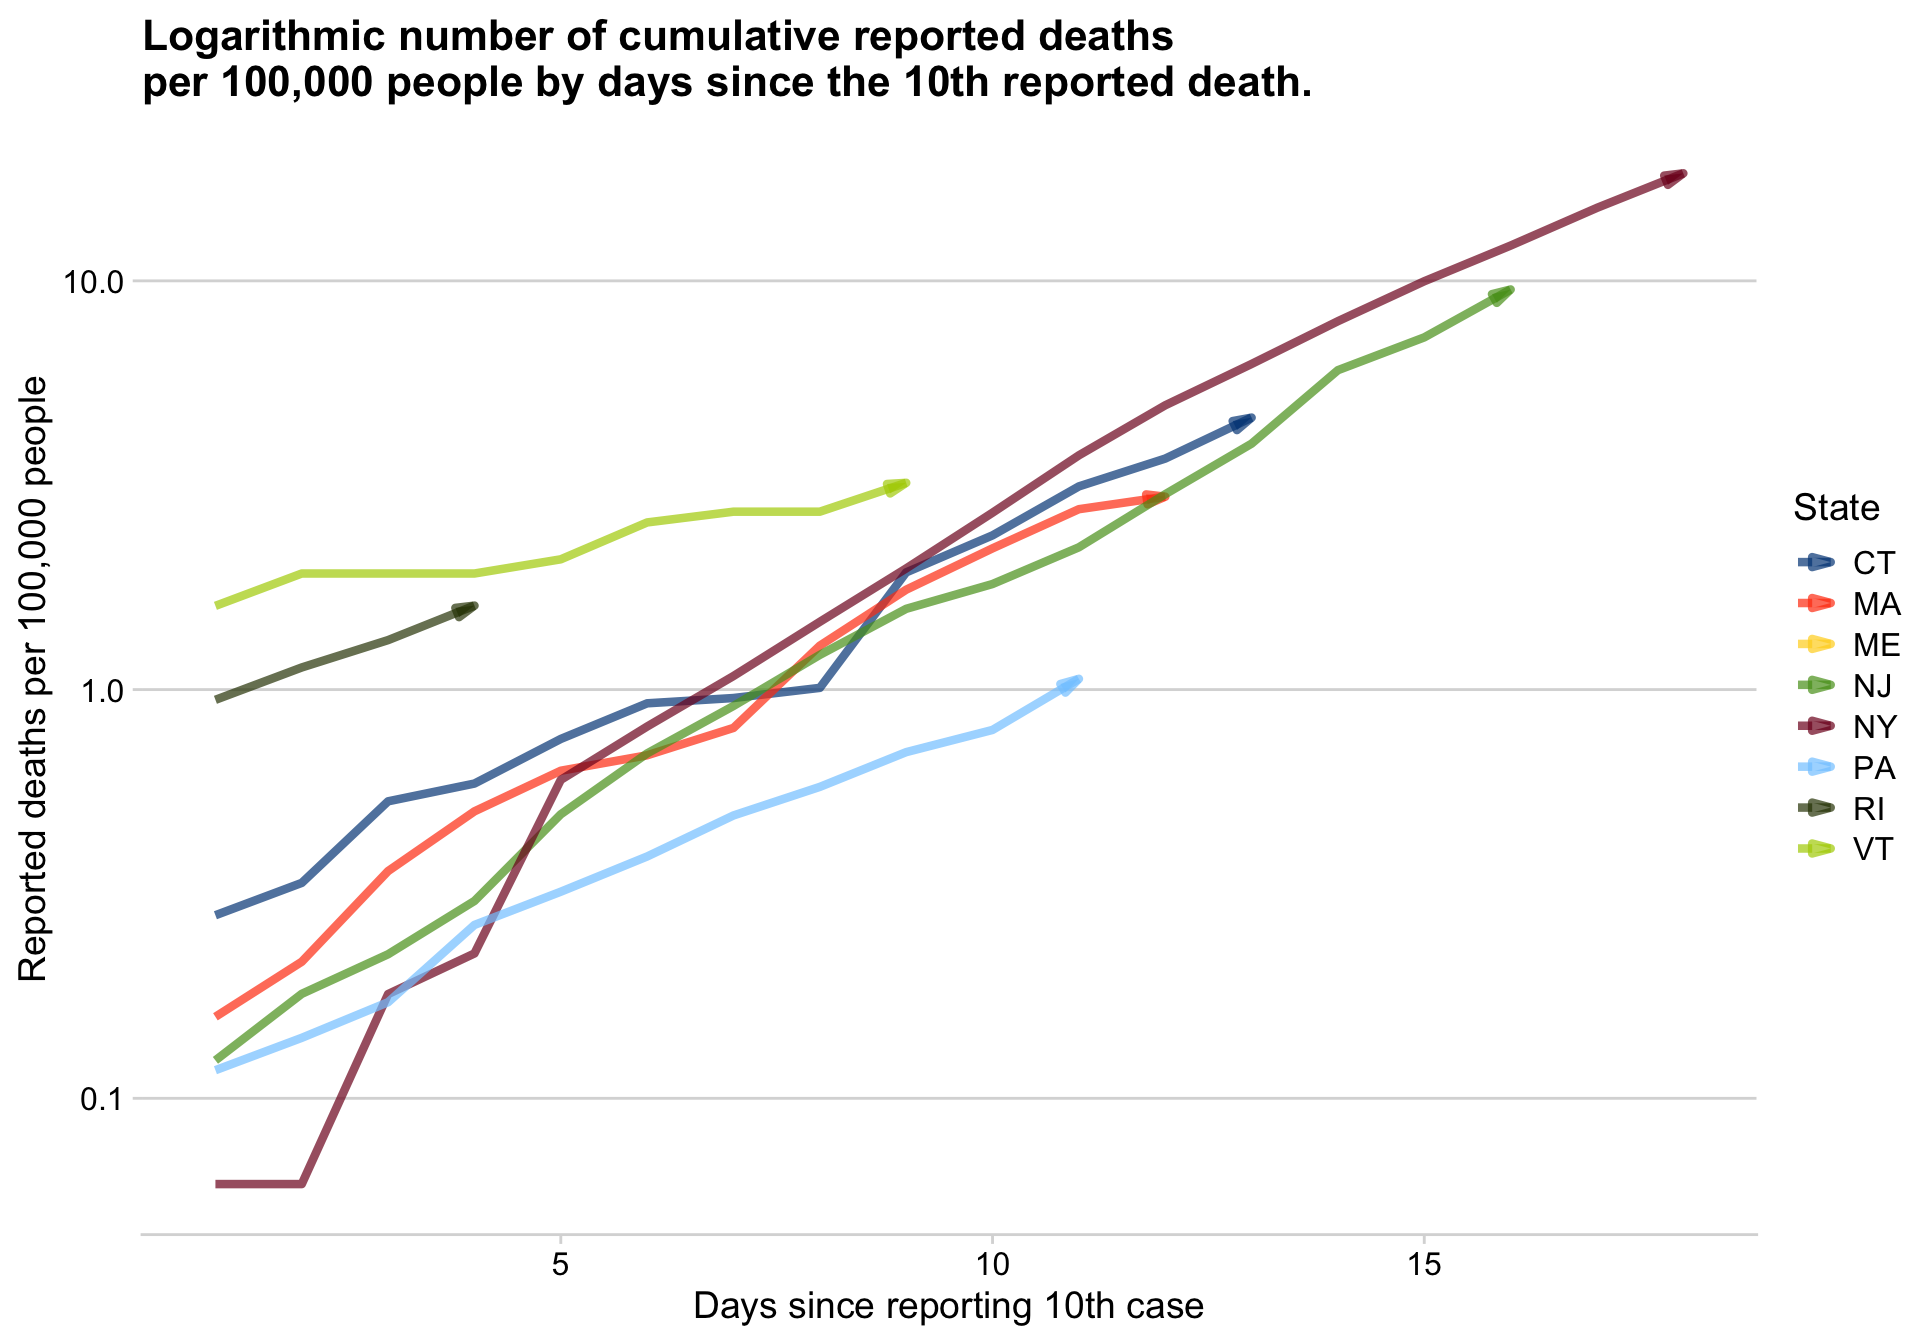 Logarithmic number of cumulative reported deaths
per 100,000 people by days since the 10th reported death.
Reported deaths per 100,000 people
10.0
1.0
0.1
5
10
15
Days since reporting 10th case
State
CT
MA
ME
NJ
NY
PA
RI
VT